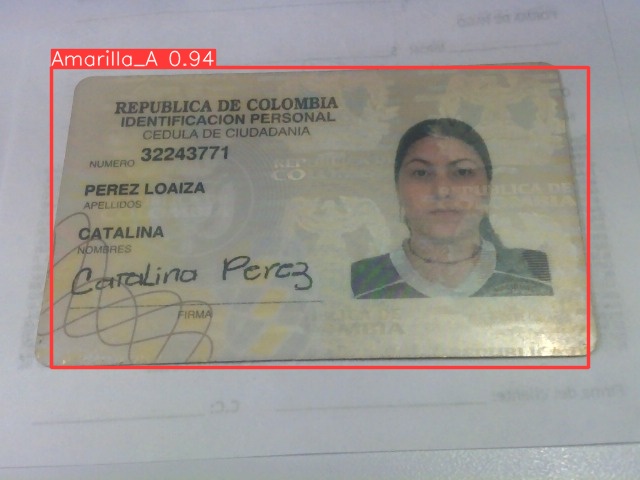 Amarilla_A 0.94
REPUBLICA DE COLOMBIA
IDENTIFICACION PERSONAL
CEDULA DE CIUDADANIA
NUMERO 32243771
PEREZ LOAIZA
APELLIDOS
CATALINA
NOMBRES
Catalina Perez
FIRMA